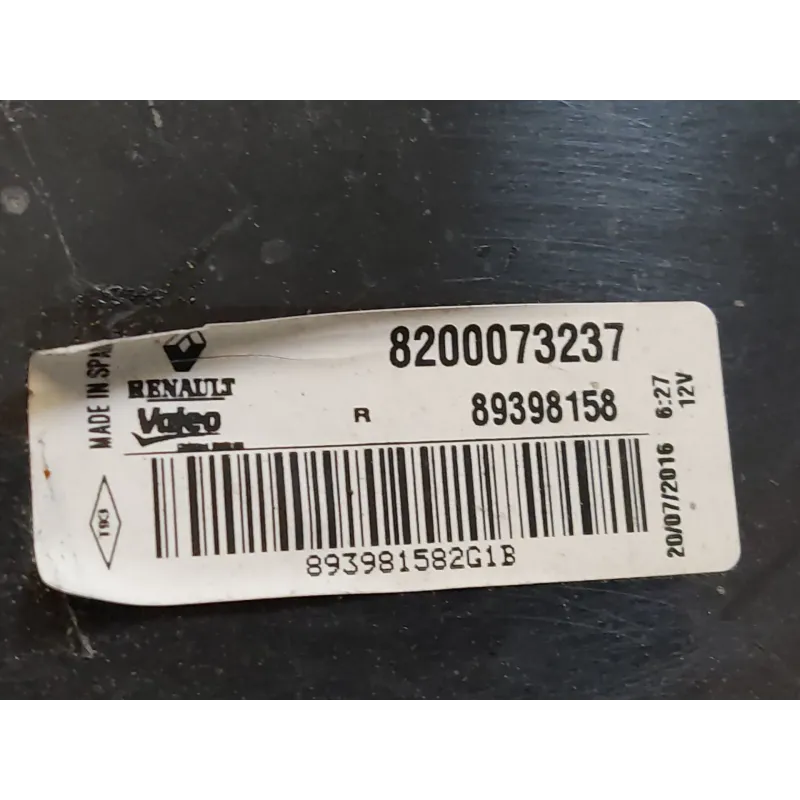 MADE IN SPA
RENAULT
Valeo
8200073237
R
89398158
893981582G1B
20/07/2016 6:27
12V